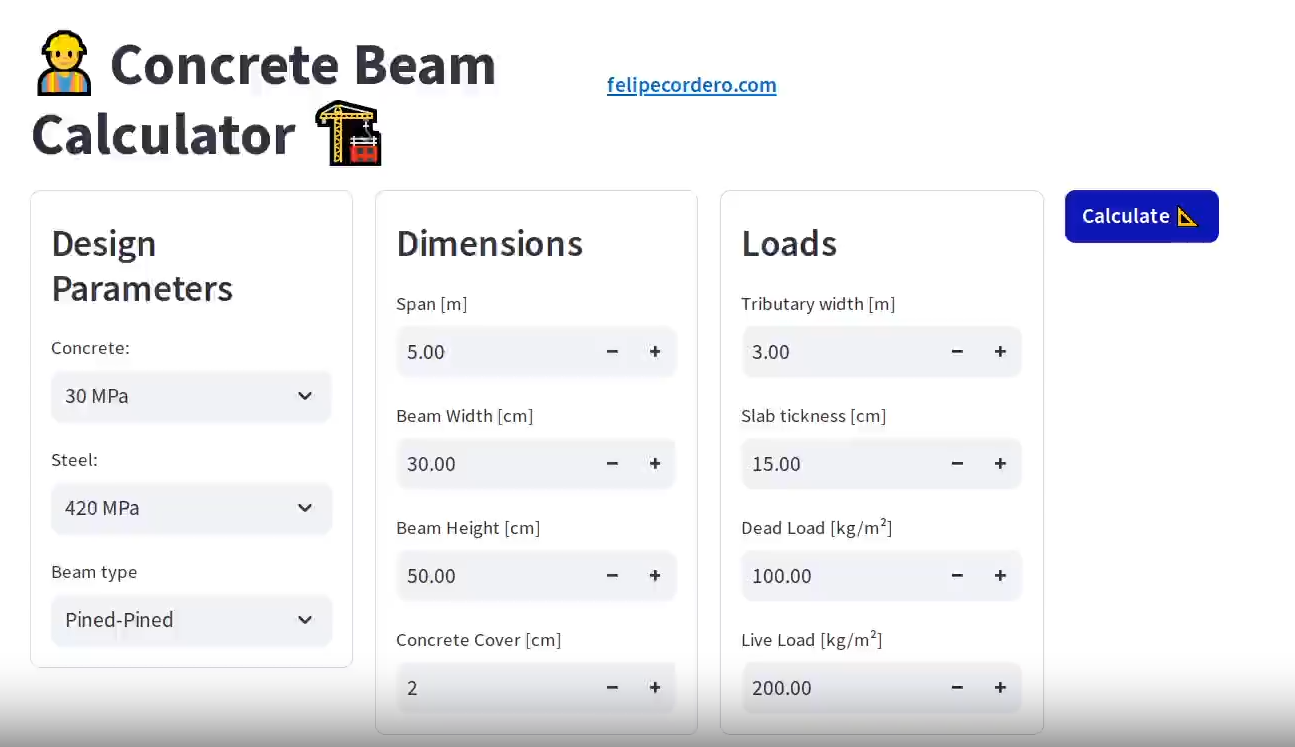 Concrete Beam
Calculator
felipecordero.com
Design
Parameters
Concrete:
30 MPa
Steel:
420 MPa
Beam type
Pined-Pined
Dimensions
Span [m]
5.00 − +
Beam Width [cm]
30.00 − +
Beam Height [cm]
50.00 − +
Concrete Cover [cm]
2 − +
Loads
Tributary width [m]
3.00 − +
Slab tickness [cm]
15.00 − +
Dead Load [kg/m²]
100.00 − +
Live Load [kg/m²]
200.00 − +
Calculate